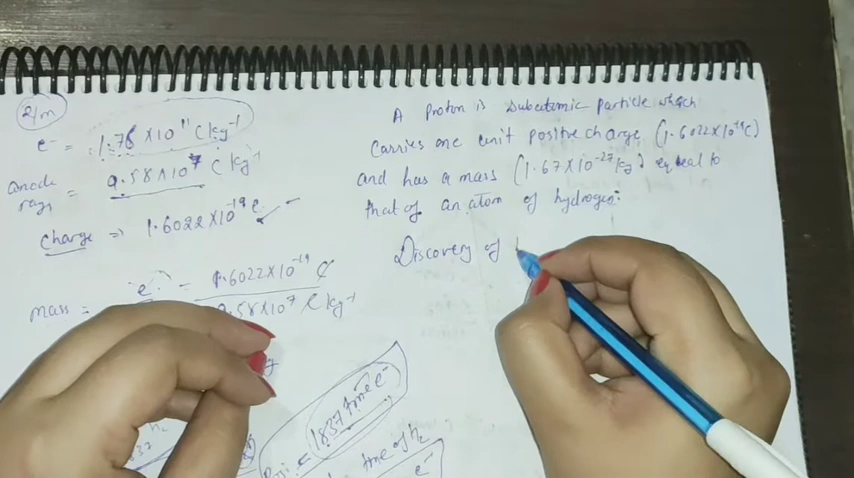 e/m
e⁻ = 1.76 × 10¹¹ C kg⁻¹
anode rays = 9.58 × 10⁷ C kg⁻¹
Charge ⇒ 1.6022 × 10⁻¹⁹ C
mass = e = 1.6022 × 10⁻¹⁹ C
9.58 × 10⁷ C kg⁻¹
1837 time e⁻
time of h₂
e⁻
A Proton is Subatomic Particle which
Carries one unit positive charge (1.6022 × 10⁻¹⁹ C)
and has a mass (1.67 × 10⁻²⁷ kg) equal to
that of an atom of hydrogen:
Discovery of